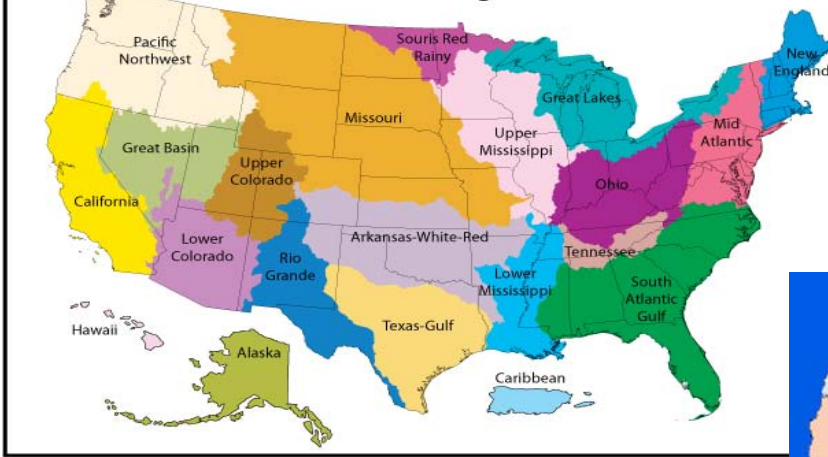 Pacific
Northwest
Souris Red
Rainy
New
England
Great Lakes
Missouri
Upper
Mississippi
Mid
Atlantic
Great Basin
Upper
Colorado
Ohio
California
Lower
Colorado
Arkansas-White-Red
Tennessee
Rio
Grande
Lower
Mississippi
South
Atlantic
Gulf
Texas-Gulf
Hawaii
Alaska
Caribbean